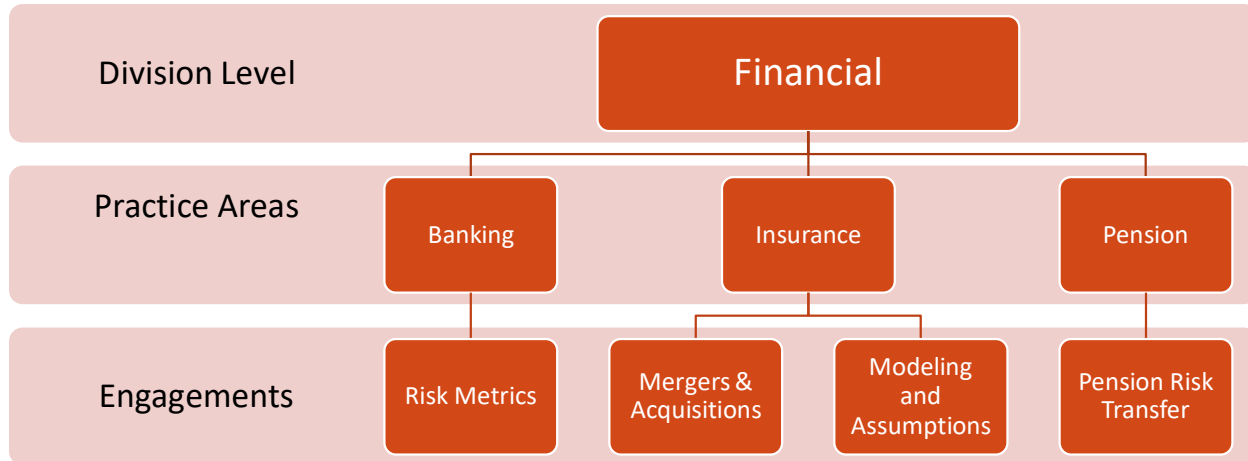 Division Level
Financial
Practice Areas
Banking
Insurance
Pension
Engagements
Risk Metrics
Mergers &
Acquisitions
Modeling
and
Assumptions
Pension Risk
Transfer